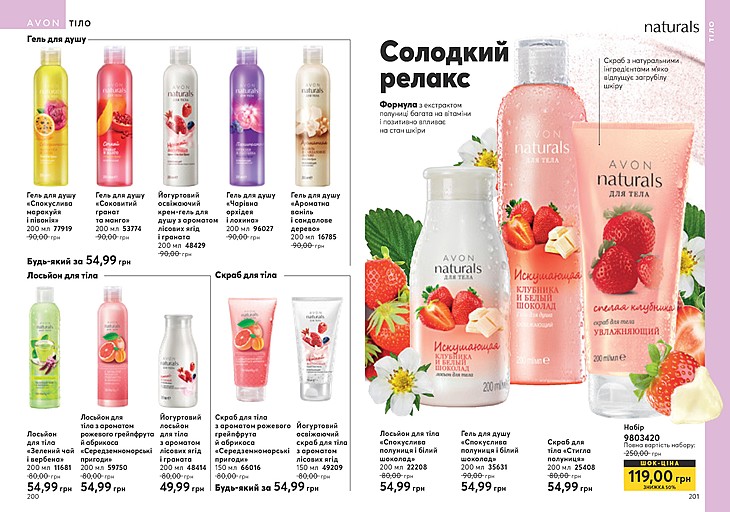 AVON ТІЛО
Гель для душу
Гель для душу
«Спокуслива
маракуйя
і півонія»
200 мл 77919
90,00 грн
Гель для душу
«Соковитий
гранат
та манго»
200 мл 53774
90,00 грн
Йогуртовий
освіжаючий
крем-гель для
душу з ароматом
лісових ягід
і граната
200 мл 48429
90,00 грн
Гель для душу
«Чарівна
орхідея
і лохина»
200 мл 96027
90,00 грн
Гель для душу
«Ароматна
ваніль
і сандалове
дерево»
200 мл 16785
90,00 грн
Будь-який за 54,99 грн
Лосьйон для тіла
Лосьйон
для тіла
«Зелений чай
і вербена»
200 мл 11681
80,00 грн
54,99 грн
Лосьйон
для тіла
з ароматом
рожевого грейпфрута
й абрикоса
«Середземноморські
пригоди»
200 мл 59750
80,00 грн
54,99 грн
Йогуртовий
лосьйон
для тіла
з ароматом
лісових ягід
200 мл 48414
80,00 грн
49,99 грн
Скраб для тіла
Скраб для тіла
з ароматом рожевого
грейпфрута
й абрикоса
«Середземноморські
пригоди»
150 мл 66016
80,00 грн
Йогуртовий
освіжаючий
скраб для тіла
з ароматом
лісових ягід
150 мл 49209
80,00 грн
Будь-який за 54,99 грн
200
naturals
ТІЛО
Солодкий
релакс
Формула з екстрактом
полуниці багата на вітаміни
і позитивно впливає
на стан шкіри
Скраб з натуральними
інгредієнтами м'яко
відлущує загрубілу
шкіру
AVON
naturals
ДЛЯ ТЕЛА
Искушающая
КЛУБНИКА
И БЕЛЫЙ
ШОКОЛАД
лосьон для тела
200 ml
naturals
ДЛЯ ТЕЛА
Искушающая
КЛУБНИКА
И БЕЛЫЙ
ШОКОЛАД
200 ml/мл ℮
AVON
naturals
ДЛЯ ТЕЛА
спелая клубника
скраб для тела
УВЛАЖНЯЮЩИЙ
200 ml/мл ℮
Лосьйон для тіла
«Спокуслива
полуниця і білий
шоколад»
200 мл 22208
80,00 грн
54,99 грн
Гель для душу
«Спокуслива
полуниця і білий
шоколад»
200 мл 35631
90,00 грн
54,99 грн
Скраб для
тіла «Стигла
полуниця»
200 мл 25408
80,00 грн
54,99 грн
Набір
9803420
Повна вартість набору:
250,00 грн
ШОК-ЦІНА
119,00 грн
ЗНИЖКА 50%
201